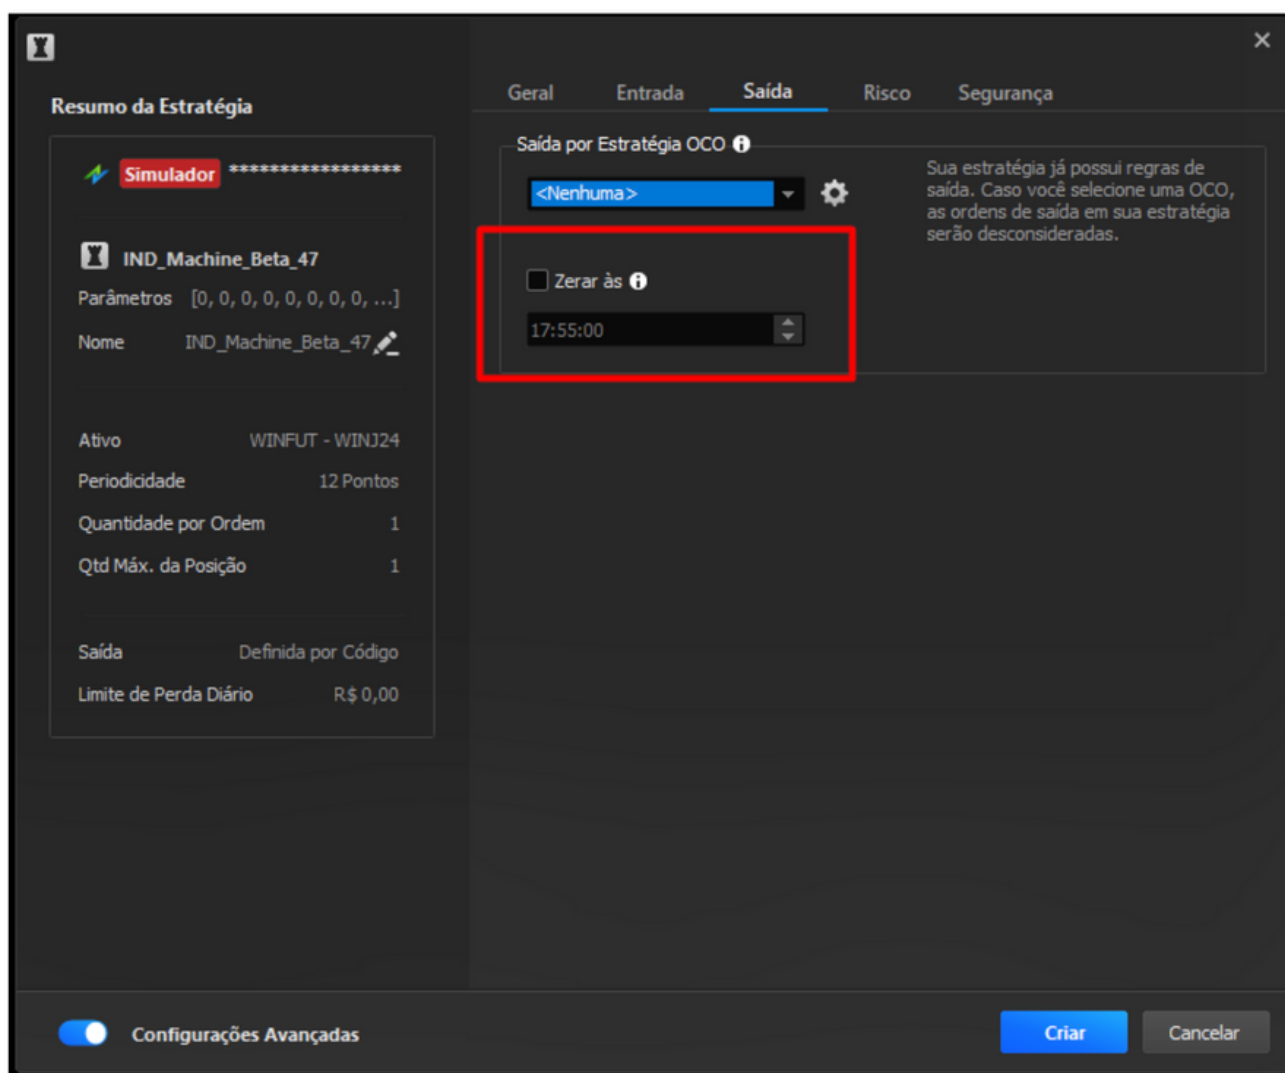 Resumo da Estratégia
Simulador *****************
IND_Machine_Beta_47
Parâmetros [0, 0, 0, 0, 0, 0, 0, 0, ...]
Nome IND_Machine_Beta_47
Ativo WINFUT - WINJ24
Periodicidade 12 Pontos
Quantidade por Ordem 1
Qtd Máx. da Posição 1
Saída Definida por Código
Limite de Perda Diário R$ 0,00
Geral Entrada Saída Risco Segurança
Saída por Estratégia OCO
<Nenhuma>
Sua estratégia já possui regras de
saída. Caso você selecione uma OCO,
as ordens de saída em sua estratégia
serão desconsideradas.
Zerar às
17:55:00
Configurações Avançadas
Criar Cancelar